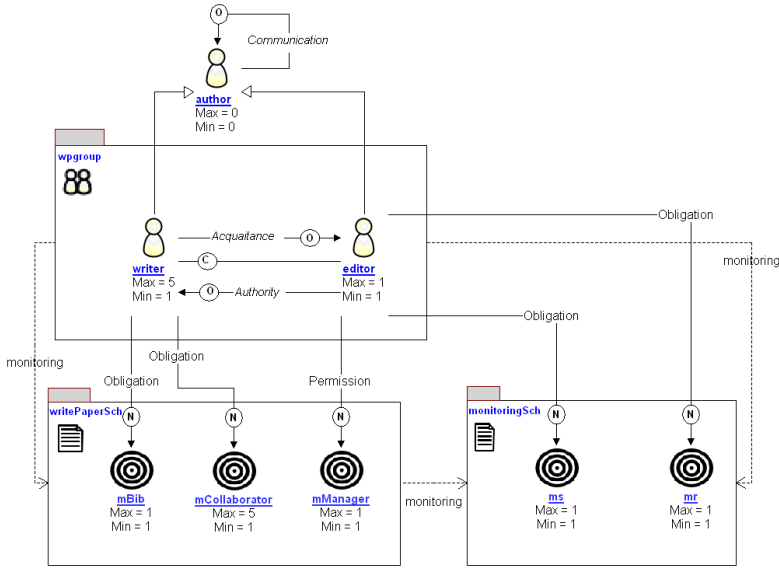 O
Communication
author
Max = 0
Min = 0
wpgroup
Obligation
Acquaitance
O
C
monitoring
writer
Max = 5
Min = 1
editor
Max = 1
Min = 1
O
Authority
Obligation
Obligation
monitoring
Obligation
Permission
writePaperSch
N
N
N
monitoringSch
N
N
mBib
Max = 1
Min = 1
mCollaborator
Max = 5
Min = 1
mManager
Max = 1
Min = 1
monitoring
ms
Max = 1
Min = 1
mr
Max = 1
Min = 1